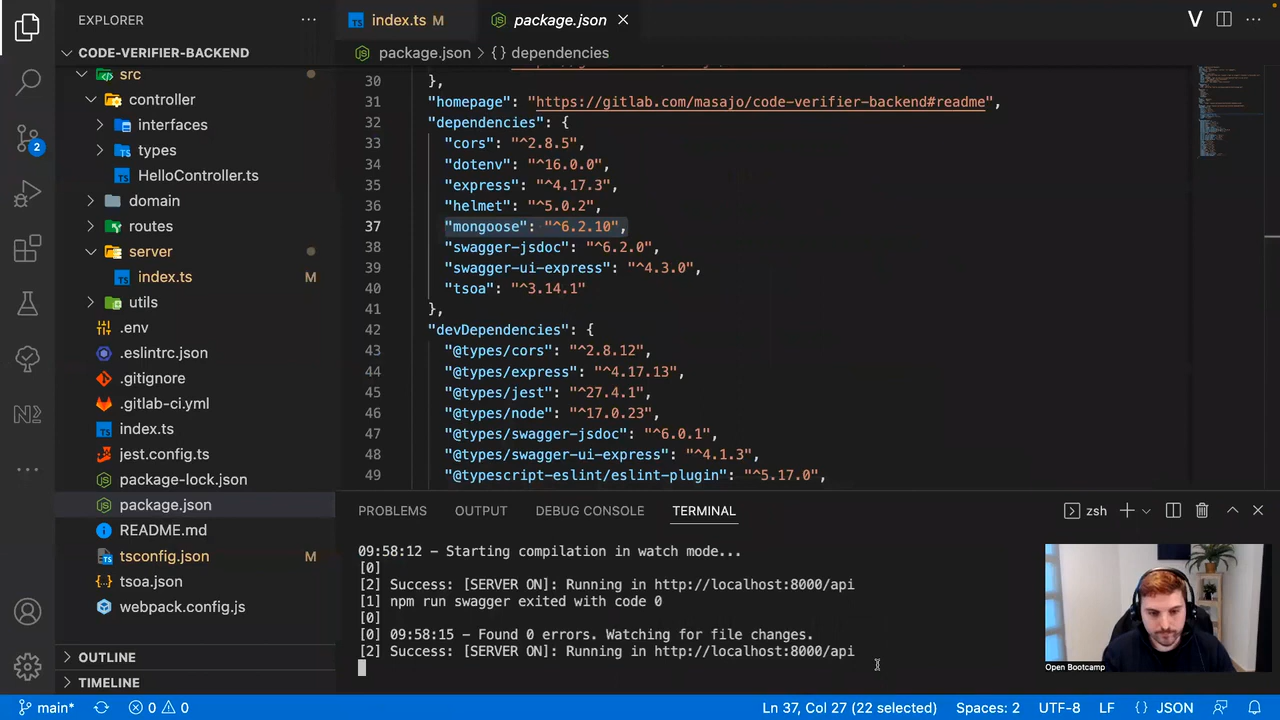 EXPLORER
CODE-VERIFIER-BACKEND
src
controller
interfaces
types
HelloController.ts
domain
routes
server
index.ts M
utils
.env
.eslintrc.json
.gitignore
.gitlab-ci.yml
index.ts
jest.config.ts
package-lock.json
package.json
README.md
tsconfig.json M
tsoa.json
webpack.config.js
OUTLINE
TIMELINE
2
index.ts M
package.json
package.json > {} dependencies
30 },
31 "homepage": "https://gitlab.com/masajo/code-verifier-backend#readme",
32 "dependencies": {
33 "cors": "^2.8.5",
34 "dotenv": "^16.0.0",
35 "express": "^4.17.3",
36 "helmet": "^5.0.2",
37 "mongoose": "^6.2.10",
38 "swagger-jsdoc": "^6.2.0",
39 "swagger-ui-express": "^4.3.0",
40 "tsoa": "^3.14.1"
41 },
42 "devDependencies": {
43 "@types/cors": "^2.8.12",
44 "@types/express": "^4.17.13",
45 "@types/jest": "^27.4.1",
46 "@types/node": "^17.0.23",
47 "@types/swagger-jsdoc": "^6.0.1",
48 "@types/swagger-ui-express": "^4.1.3",
49 "@typescript-eslint/eslint-plugin": "^5.17.0",
PROBLEMS OUTPUT DEBUG CONSOLE TERMINAL
zsh
09:58:12 - Starting compilation in watch mode...
[0]
[2] Success: [SERVER ON]: Running in http://localhost:8000/api
[1] npm run swagger exited with code 0
[0]
[0] 09:58:15 - Found 0 errors. Watching for file changes.
[2] Success: [SERVER ON]: Running in http://localhost:8000/api
Open Bootcamp
main* 0 0 Ln 37, Col 27 (22 selected) Spaces: 2 UTF-8 LF {} JSON